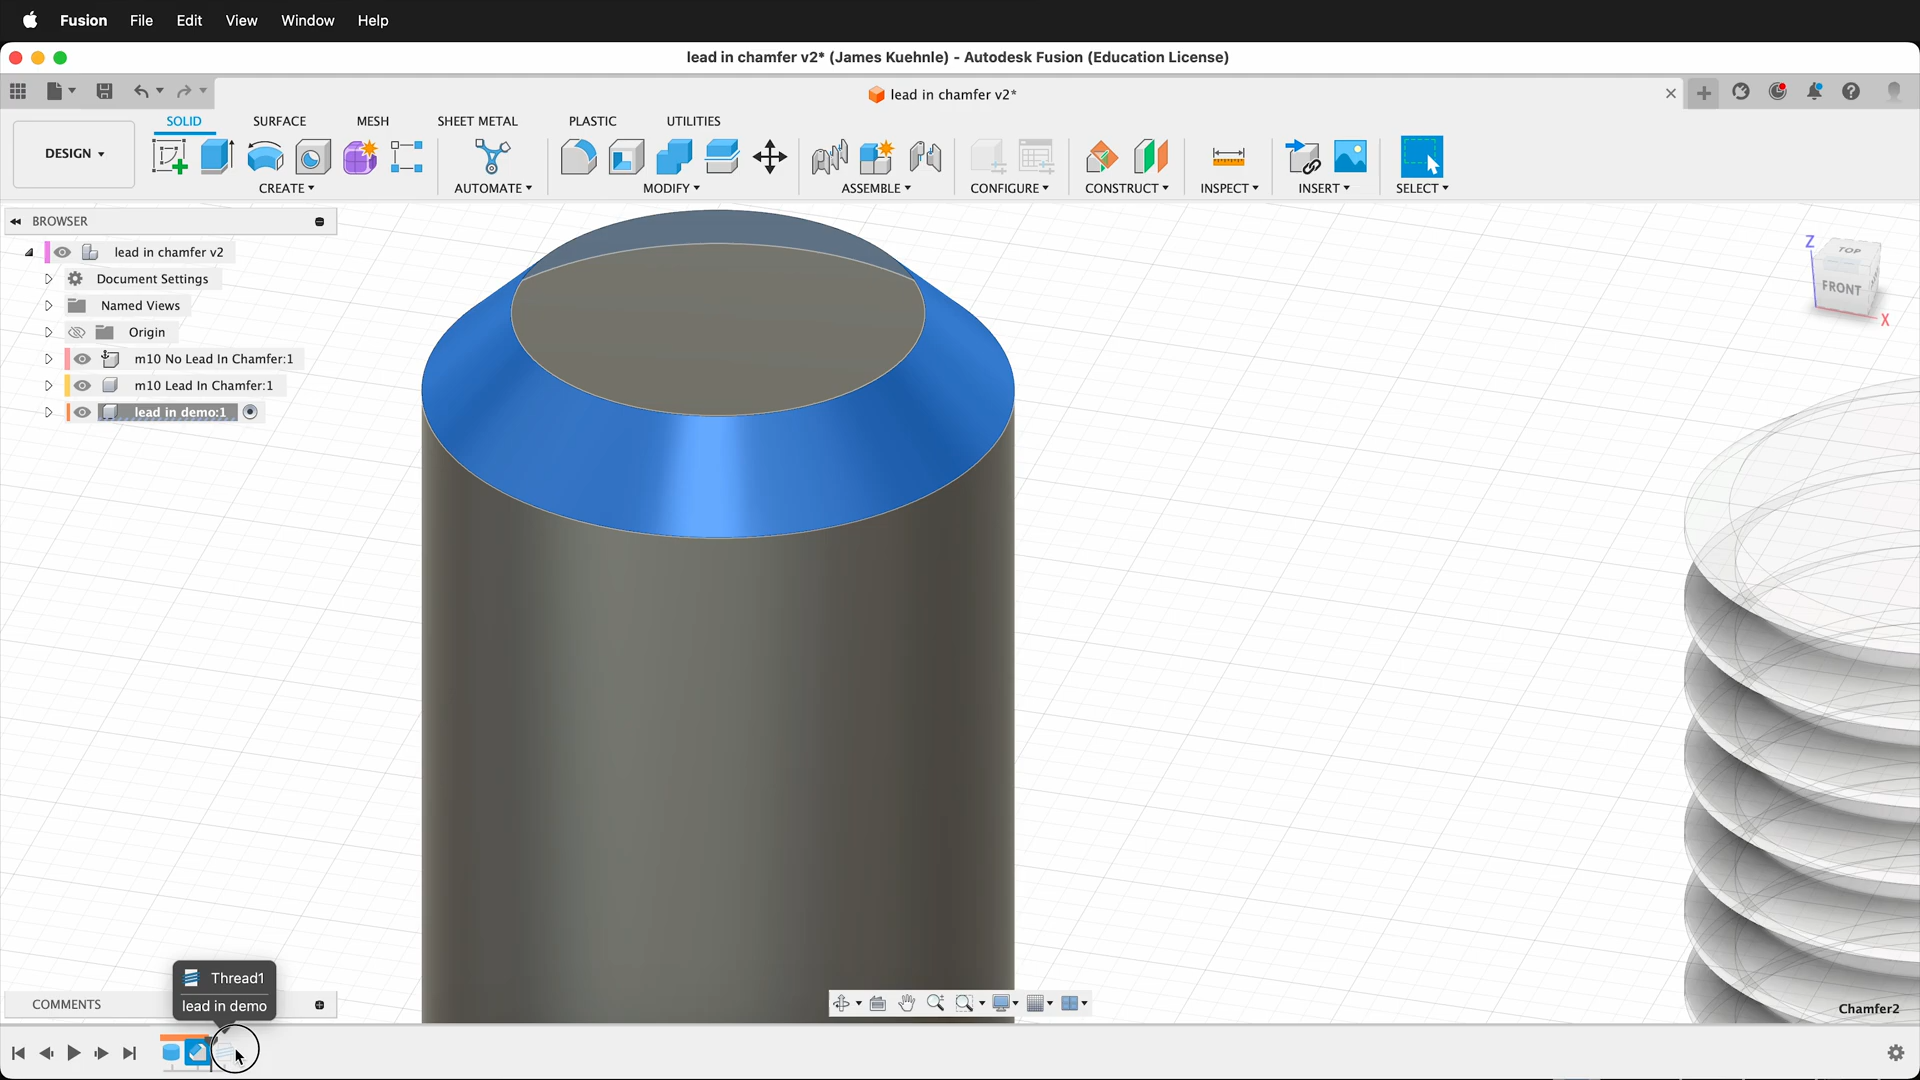 Fusion File Edit View Window Help
lead in chamfer v2* (James Kuehnle) - Autodesk Fusion (Education License)
lead in chamfer v2*
SOLID SURFACE MESH SHEET METAL PLASTIC UTILITIES
DESIGN
CREATE AUTOMATE MODIFY ASSEMBLE CONFIGURE CONSTRUCT INSPECT INSERT SELECT
BROWSER
lead in chamfer v2
Document Settings
Named Views
Origin
m10 No Lead In Chamfer:1
m10 Lead In Chamfer:1
lead in demo:1
Z
TOP
FRONT
X
Thread1
lead in demo
COMMENTS
Chamfer2